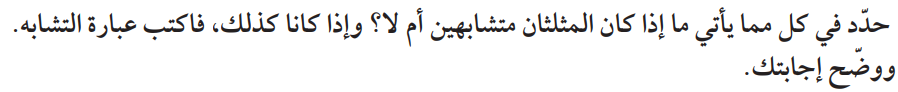 حدّد في كل مما يأتي ما إذا كان المثلثان متشابهين أم لا؟ وإذا كانا كذلك، فاكتب عبارة التشابه.
ووضّح إجابتك.